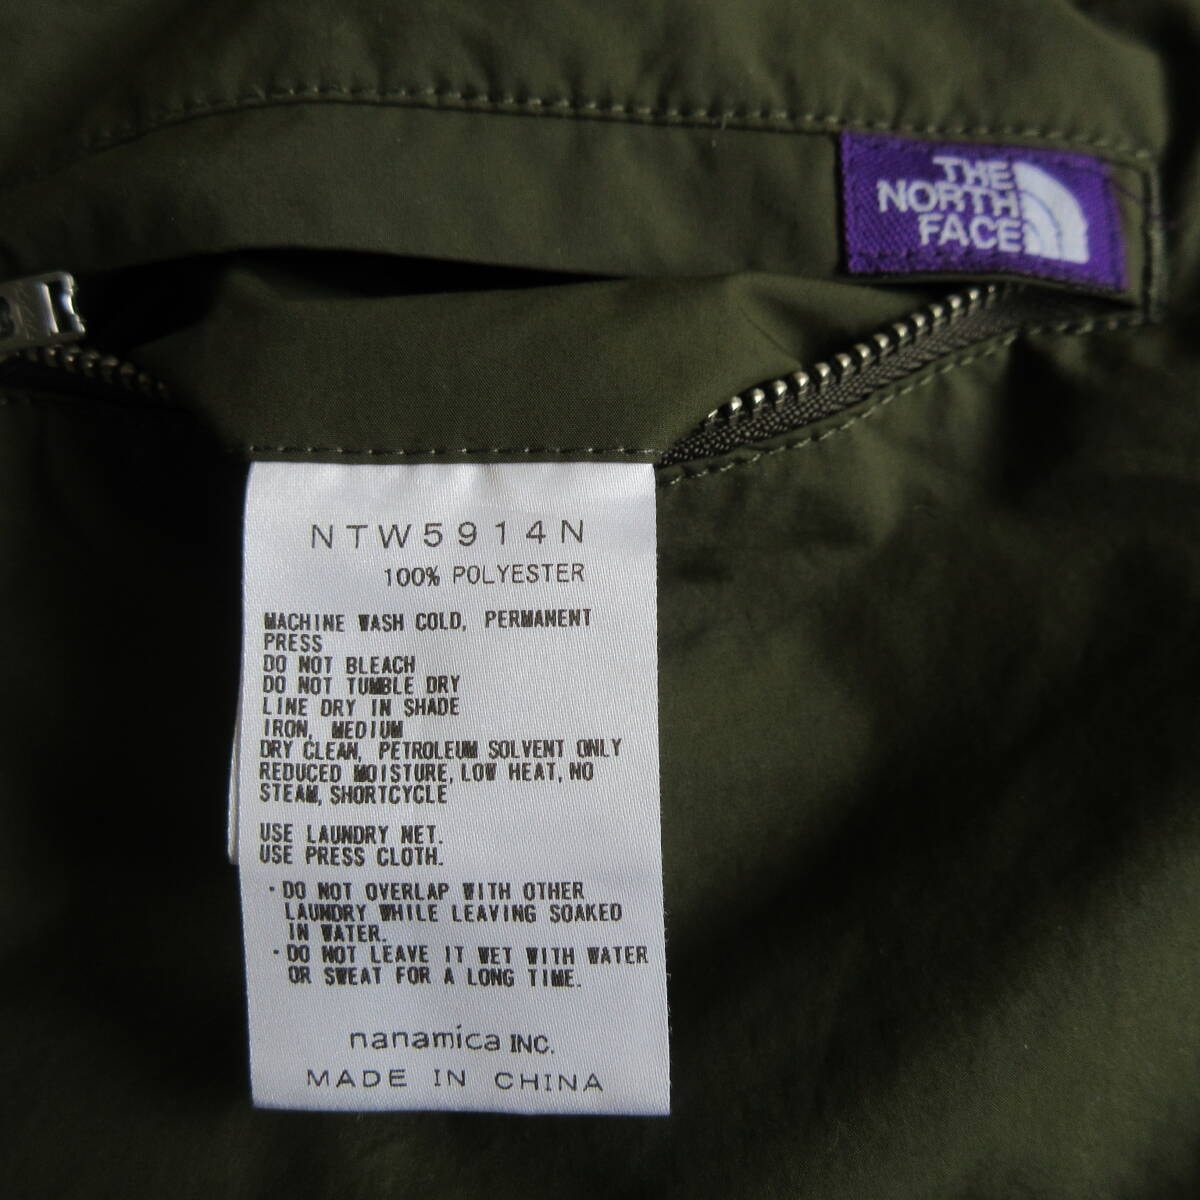 THE
NORTH
FACE
NTW5914N
100% POLYESTER
MACHINE WASH COLD, PERMANENT
PRESS
DO NOT BLEACH
DO NOT TUMBLE DRY
LINE DRY IN SHADE
IRON, MEDIUM
DRY CLEAN, PETROLEUM SOLVENT ONLY
REDUCED MOISTURE, LOW HEAT, NO
STEAM, SHORTCYCLE
USE LAUNDRY NET.
USE PRESS CLOTH.
・DO NOT OVERLAP WITH OTHER
LAUNDRY WHILE LEAVING SOAKED
IN WATER.
・DO NOT LEAVE IT WET WITH WATER
OR SWEAT FOR A LONG TIME.
nanamica INC.
MADE IN CHINA